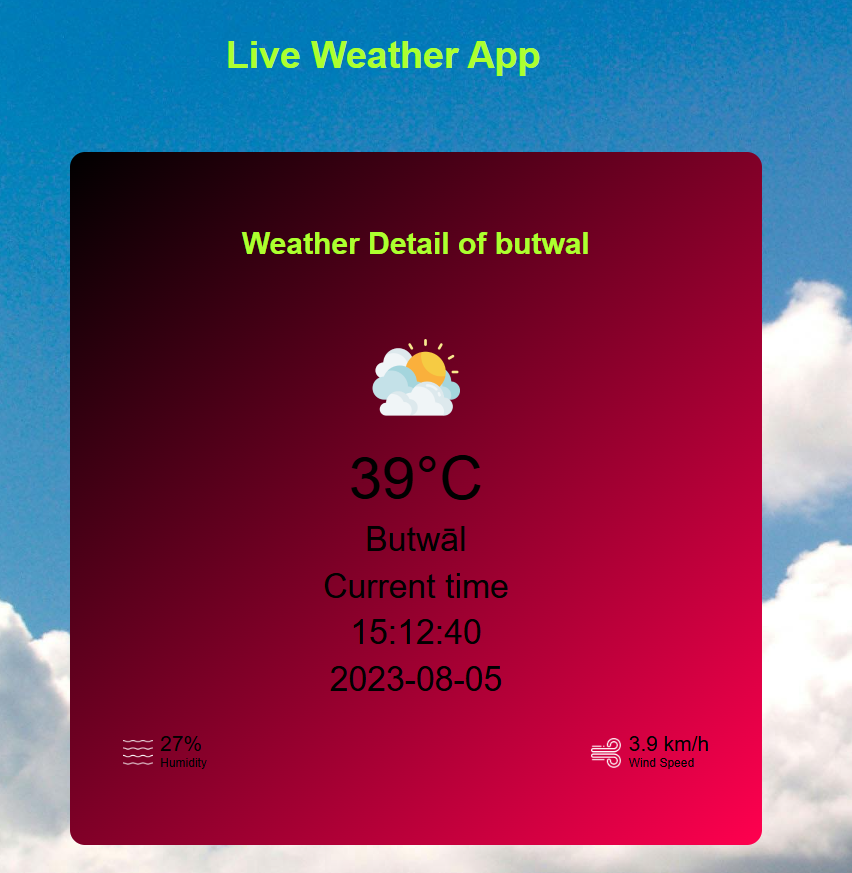 Live Weather App
Weather Detail of butwal
39°C
Butwāl
Current time
15:12:40
2023-08-05
27%
Humidity
3.9 km/h
Wind Speed